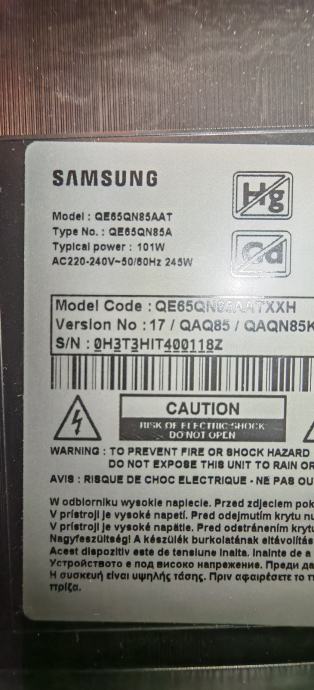 SAMSUNG
Hg
Cd
Model : QE65QN85AAT
Type No. : QE65QN85A
Typical power : 101W
AC220-240V~50/60Hz 245W
Model Code : QE65QN85AATXXH
Version No : 17 / QAQ85 / QAQN85K
S/N : 0H3T3HIT400118Z
CAUTION
RISK OF ELECTRIC SHOCK
DO NOT OPEN
WARNING : TO PREVENT FIRE OR SHOCK HAZARD
DO NOT EXPOSE THIS UNIT TO RAIN OR
AVIS : RISQUE DE CHOC ELECTRIQUE - NE PAS OU
W odborniku wysokie napiecie. Przed zdjeciem pok
V prístroji je vysoké napetí. Pred odejmutím krytu nu
V prístroji je vysoké napätie. Pred odstránením krytu
Nagyfeszültség! A készülék burkolatának eltávolítás
Acest dispozitiv este de tensiune inalta. Inainte de a
Устройството е под високо напрежение. Преди да
Η συσκευή είναι υψηλής τάσης. Πριν αφαιρέσετε το π
πρίζα.